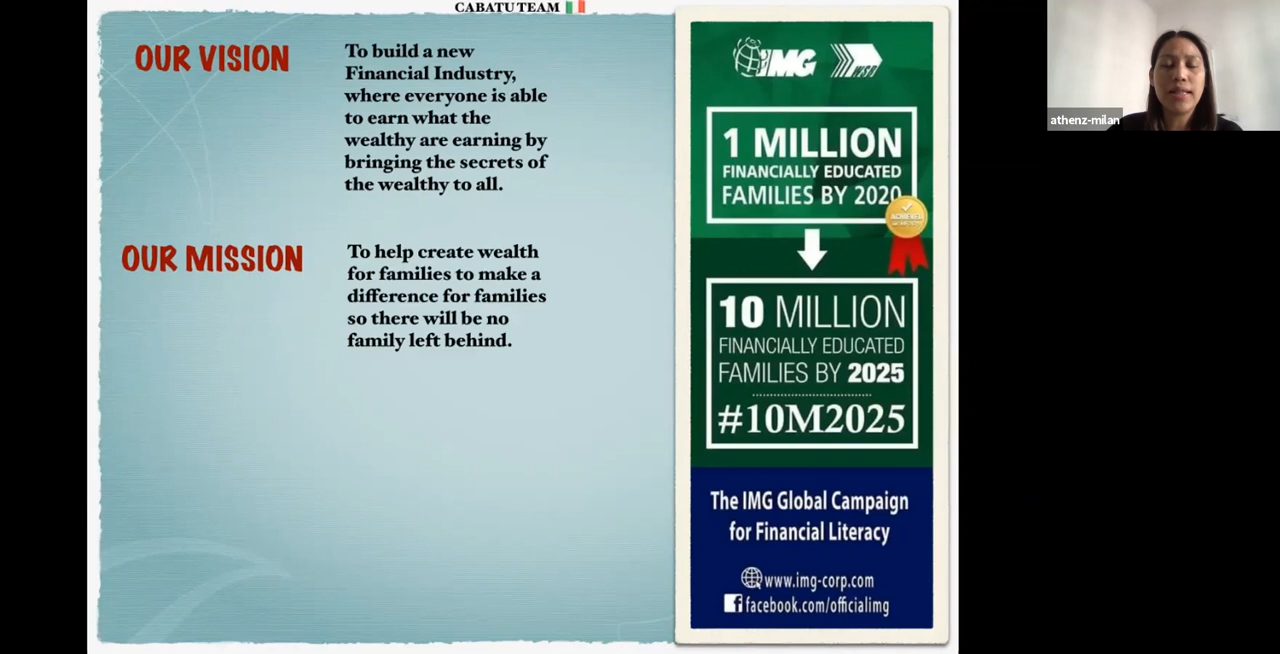 CABATU TEAM
OUR VISION
To build a new
Financial Industry,
where everyone is able
to earn what the
wealthy are earning by
bringing the secrets of
the wealthy to all.
OUR MISSION
To help create wealth
for families to make a
difference for families
so there will be no
family left behind.
IMG WSB
1 MILLION
FINANCIALLY EDUCATED
FAMILIES BY 2020
ACHIEVED
10 MILLION
FINANCIALLY EDUCATED
FAMILIES BY 2025
#10M2025
The IMG Global Campaign
for Financial Literacy
www.img-corp.com
facebook.com/officialimg
athenz-milan